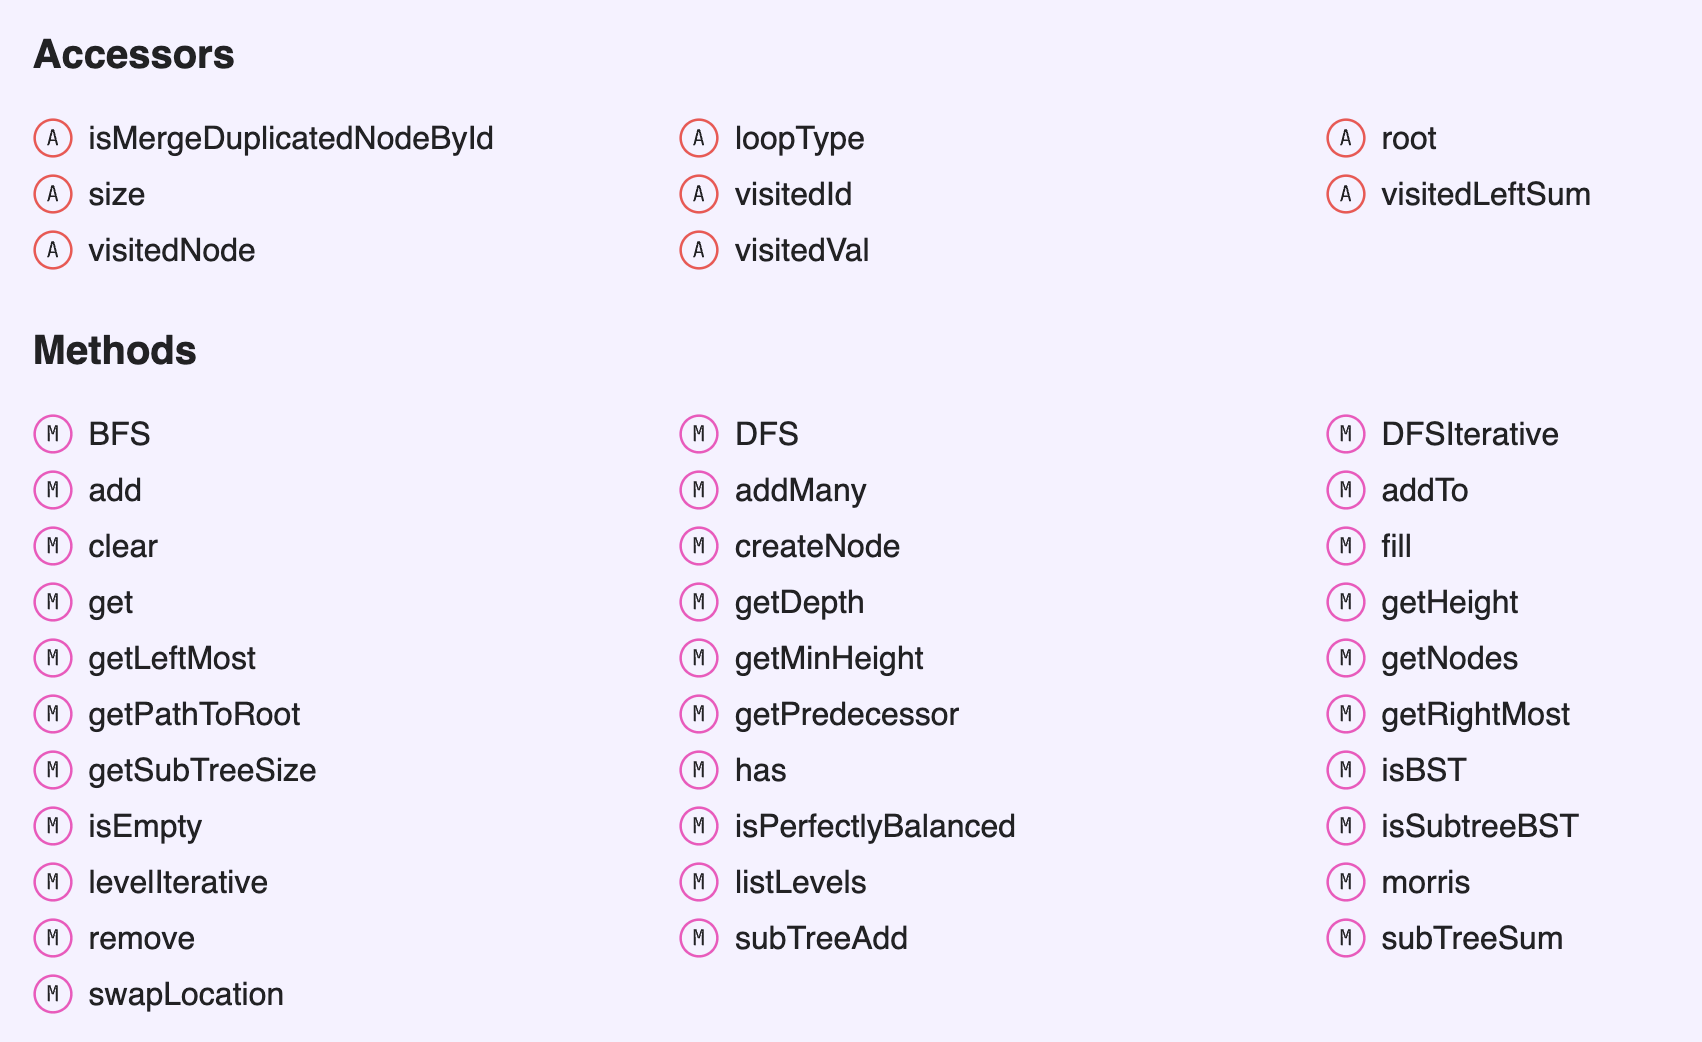 Accessors
A isMergeDuplicatedNodeById A loopType A root
A size A visitedId A visitedLeftSum
A visitedNode A visitedVal
Methods
M BFS M DFS M DFSIterative
M add M addMany M addTo
M clear M createNode M fill
M get M getDepth M getHeight
M getLeftMost M getMinHeight M getNodes
M getPathToRoot M getPredecessor M getRightMost
M getSubTreeSize M has M isBST
M isEmpty M isPerfectlyBalanced M isSubtreeBST
M levelIterative M listLevels M morris
M remove M subTreeAdd M subTreeSum
M swapLocation